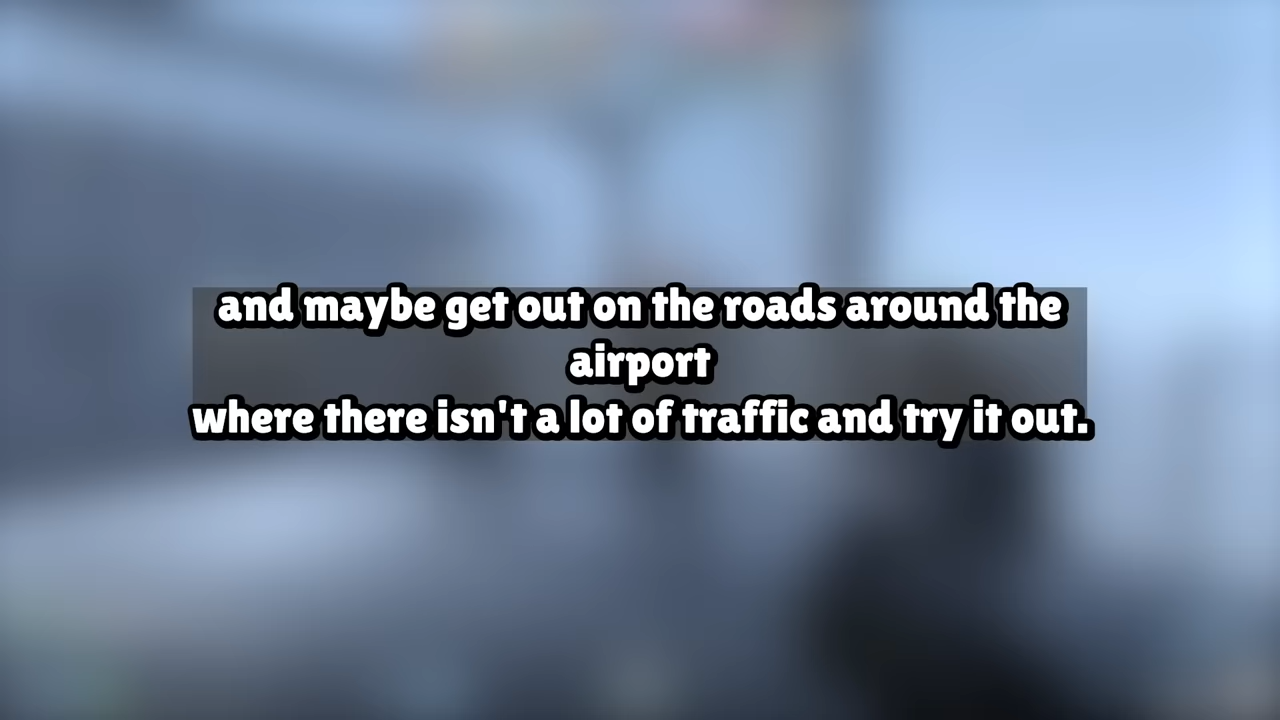 and maybe get out on the roads around the
airport
where there isn't a lot of traffic and try it out.